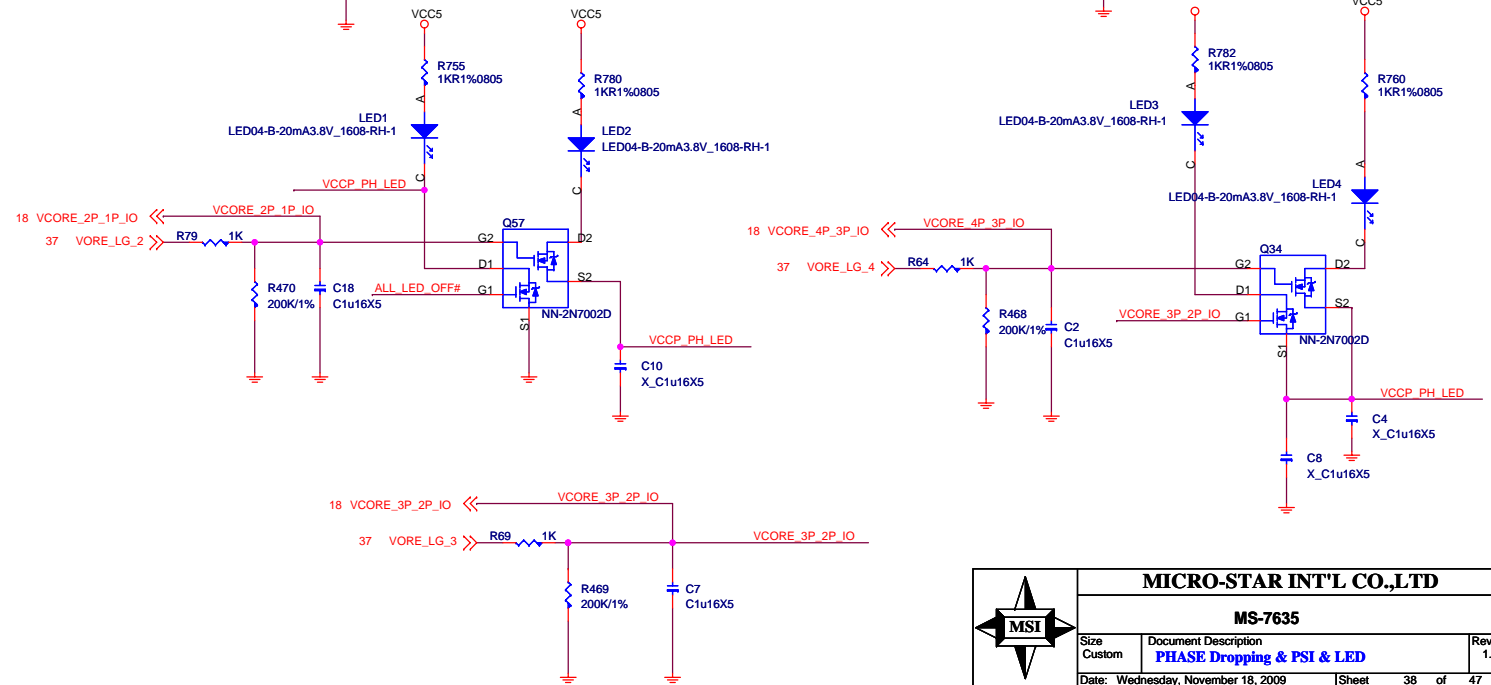 VCC5
VCC5
R755
1KR1%0805
A
R780
1KR1%0805
A
LED1
LED04-B-20mA3.8V_1608-RH-1
LED2
LED04-B-20mA3.8V_1608-RH-1
C
C
VCCP_PH_LED
18 VCORE_2P_1P_IO
VCORE_2P_1P_IO
37 VORE_LG_2
R79
1K
R470
200K/1%
C18
C1u16X5
ALL_LED_OFF#
Q57
G2
D2
D1
S2
G1
S1
NN-2N7002D
VCCP_PH_LED
C10
X_C1u16X5
VCC5
R782
1KR1%0805
A
R760
1KR1%0805
A
LED3
LED04-B-20mA3.8V_1608-RH-1
C
LED4
LED04-B-20mA3.8V_1608-RH-1
C
18 VCORE_4P_3P_IO
VCORE_4P_3P_IO
37 VORE_LG_4
R64
1K
R468
200K/1%
C2
C1u16X5
VCORE_3P_2P_IO
Q34
G2
D2
D1
S2
G1
S1
NN-2N7002D
VCCP_PH_LED
C4
X_C1u16X5
C8
X_C1u16X5
18 VCORE_3P_2P_IO
VCORE_3P_2P_IO
37 VORE_LG_3
R69
1K
VCORE_3P_2P_IO
R469
200K/1%
C7
C1u16X5
MSI
MICRO-STAR INT'L CO.,LTD
MS-7635
Size
Custom
Document Description
PHASE Dropping & PSI & LED
Rev
1.
Date: Wednesday, November 18, 2009
Sheet 38 of 47